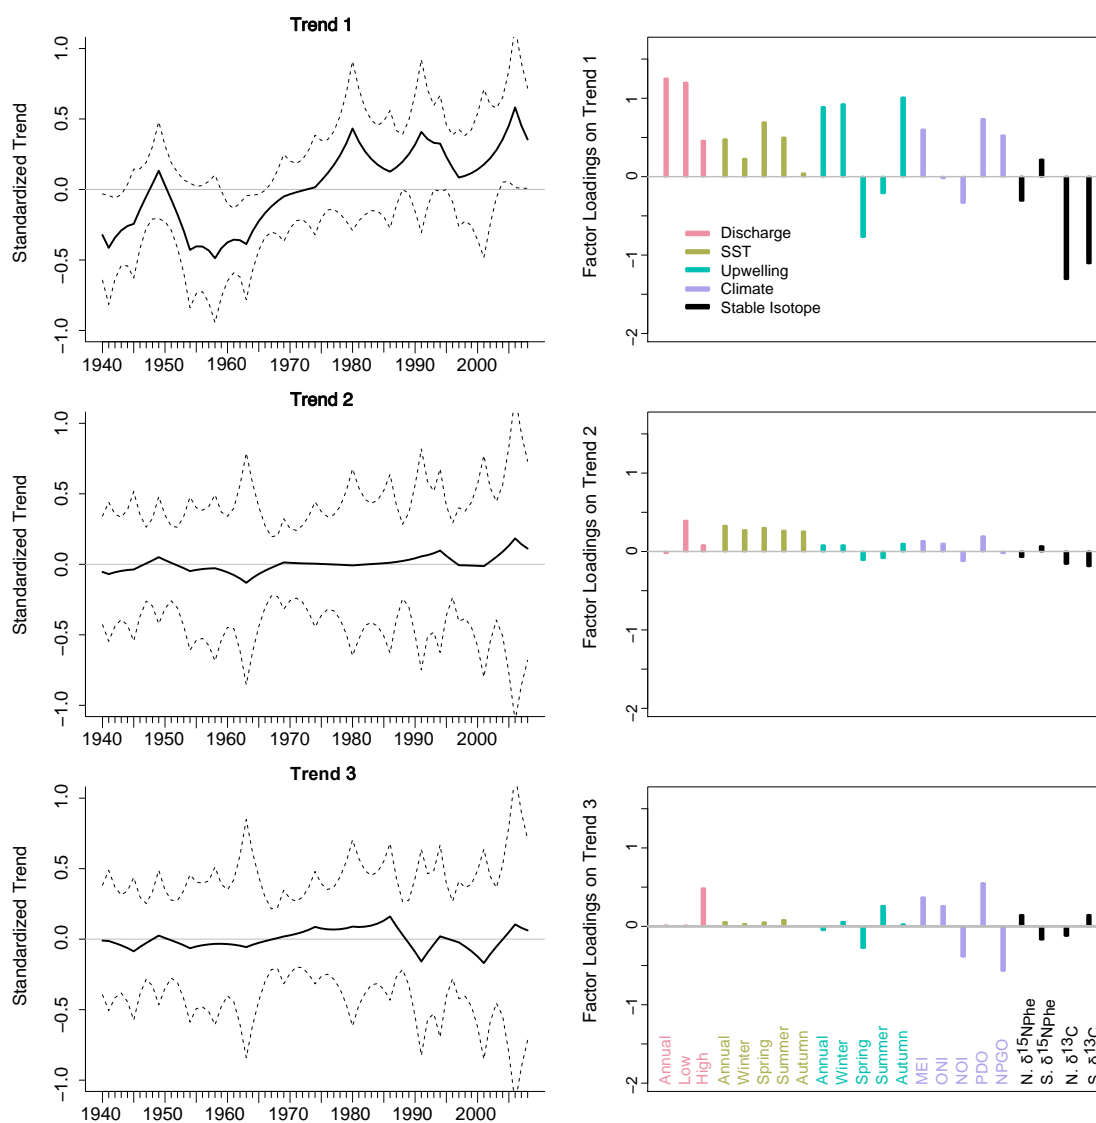 Trend 1
Standardized Trend
1.0
0.5
0.0
−0.5
−1.0
1940 1950 1960 1970 1980 1990 2000
Factor Loadings on Trend 1
1
0
−1
−2
Discharge
SST
Upwelling
Climate
Stable Isotope
Trend 2
Standardized Trend
1.0
0.5
0.0
−0.5
−1.0
1940 1950 1960 1970 1980 1990 2000
Factor Loadings on Trend 2
1
0
−1
−2
Trend 3
Standardized Trend
1.0
0.5
0.0
−0.5
−1.0
1940 1950 1960 1970 1980 1990 2000
Factor Loadings on Trend 3
1
0
−1
−2
Annual
Low
High
Annual
Winter
Spring
Summer
Autumn
Annual
Winter
Spring
Summer
Autumn
MEI
ONI
NOI
PDO
NPGO
N. δ¹⁵NPhe
S. δ¹⁵NPhe
N. δ¹³C
S. δ¹³C